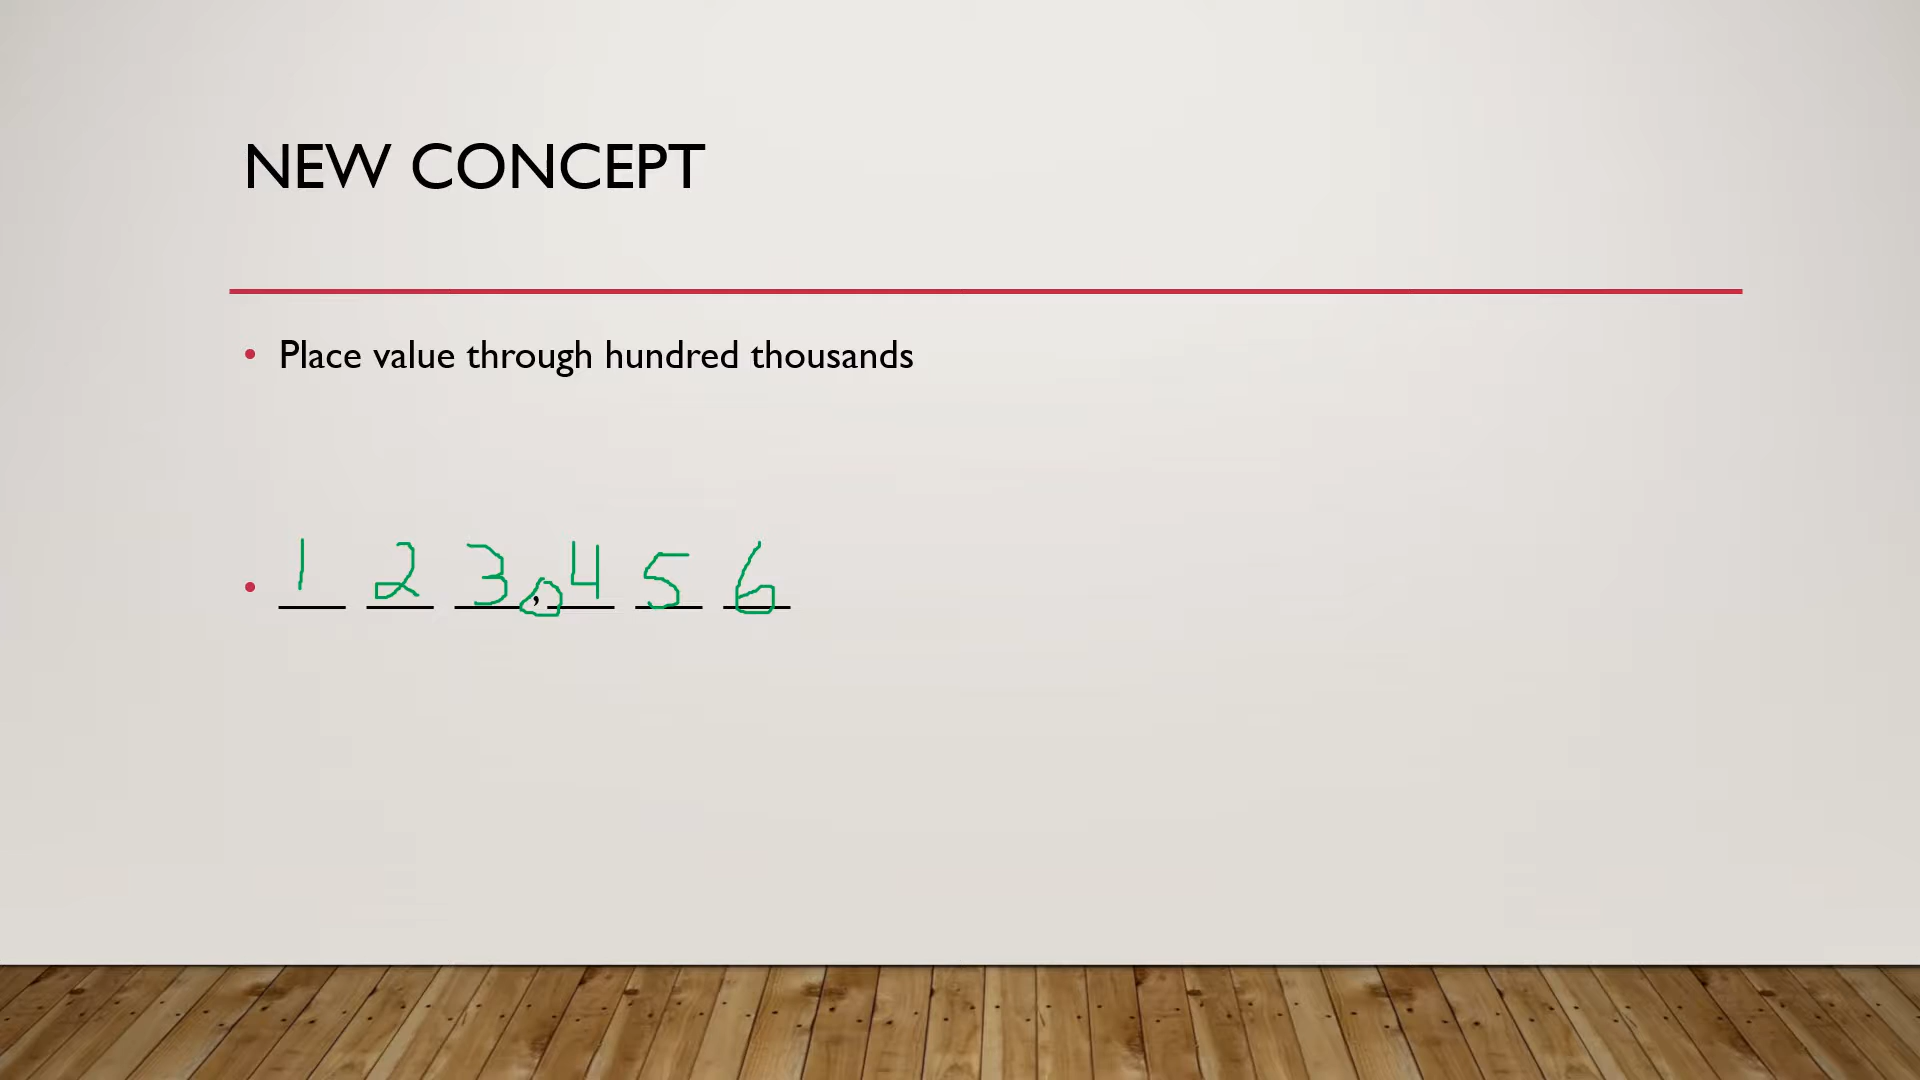 NEW CONCEPT
• Place value through hundred thousands
• 1 2 3 , 4 5 6